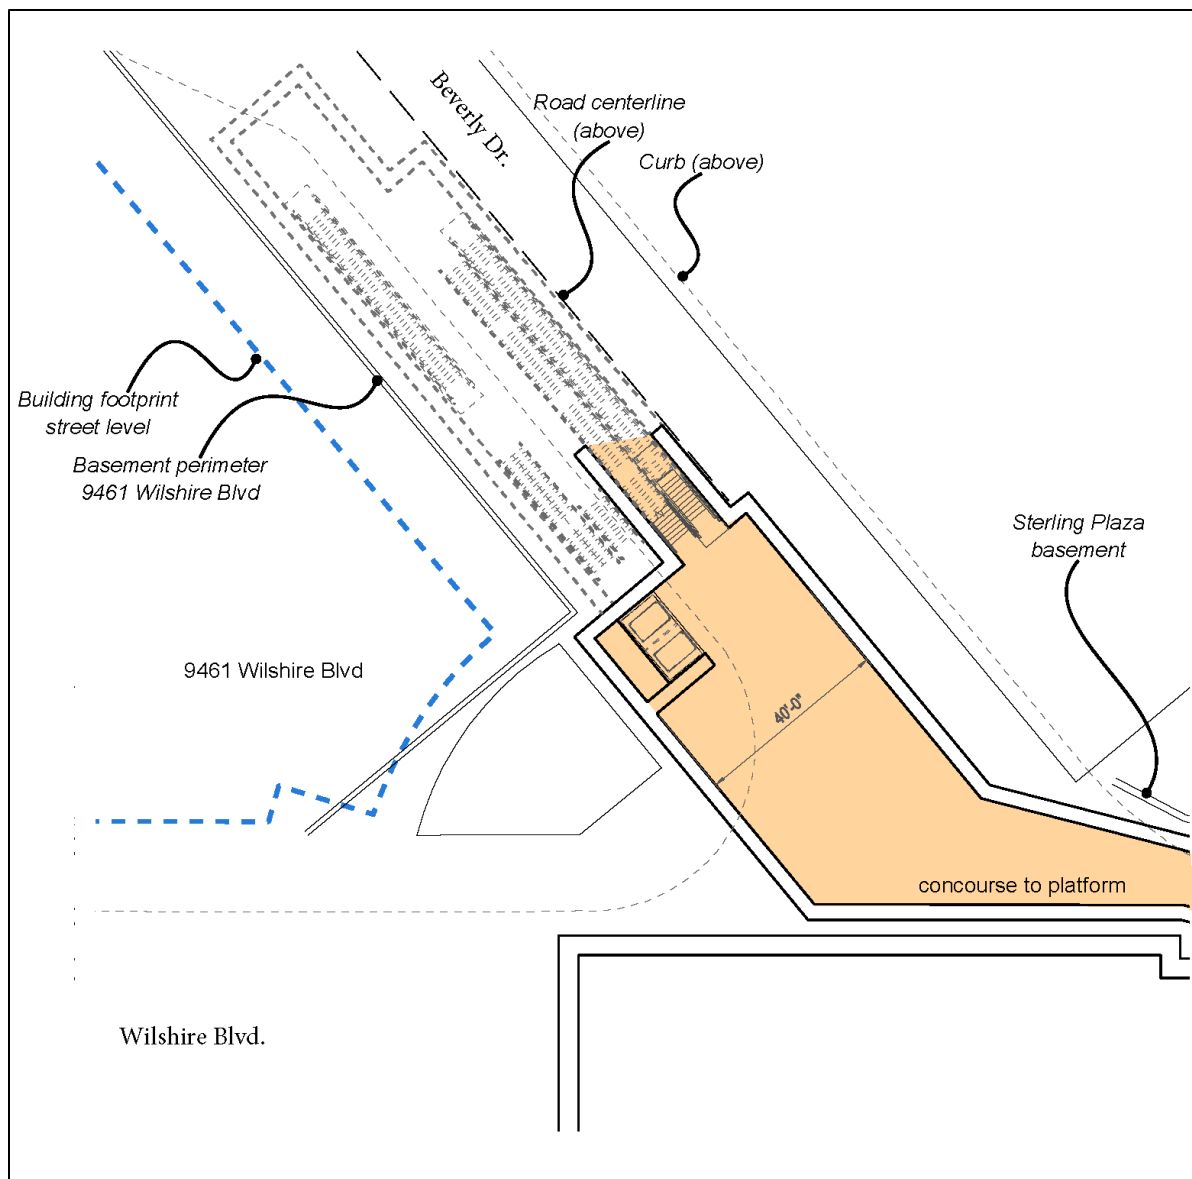 Beverly Dr.
Road centerline
(above)
Curb (above)
Building footprint
street level
Basement perimeter
9461 Wilshire Blvd
Sterling Plaza
basement
9461 Wilshire Blvd
40'-0"
concourse to platform
Wilshire Blvd.